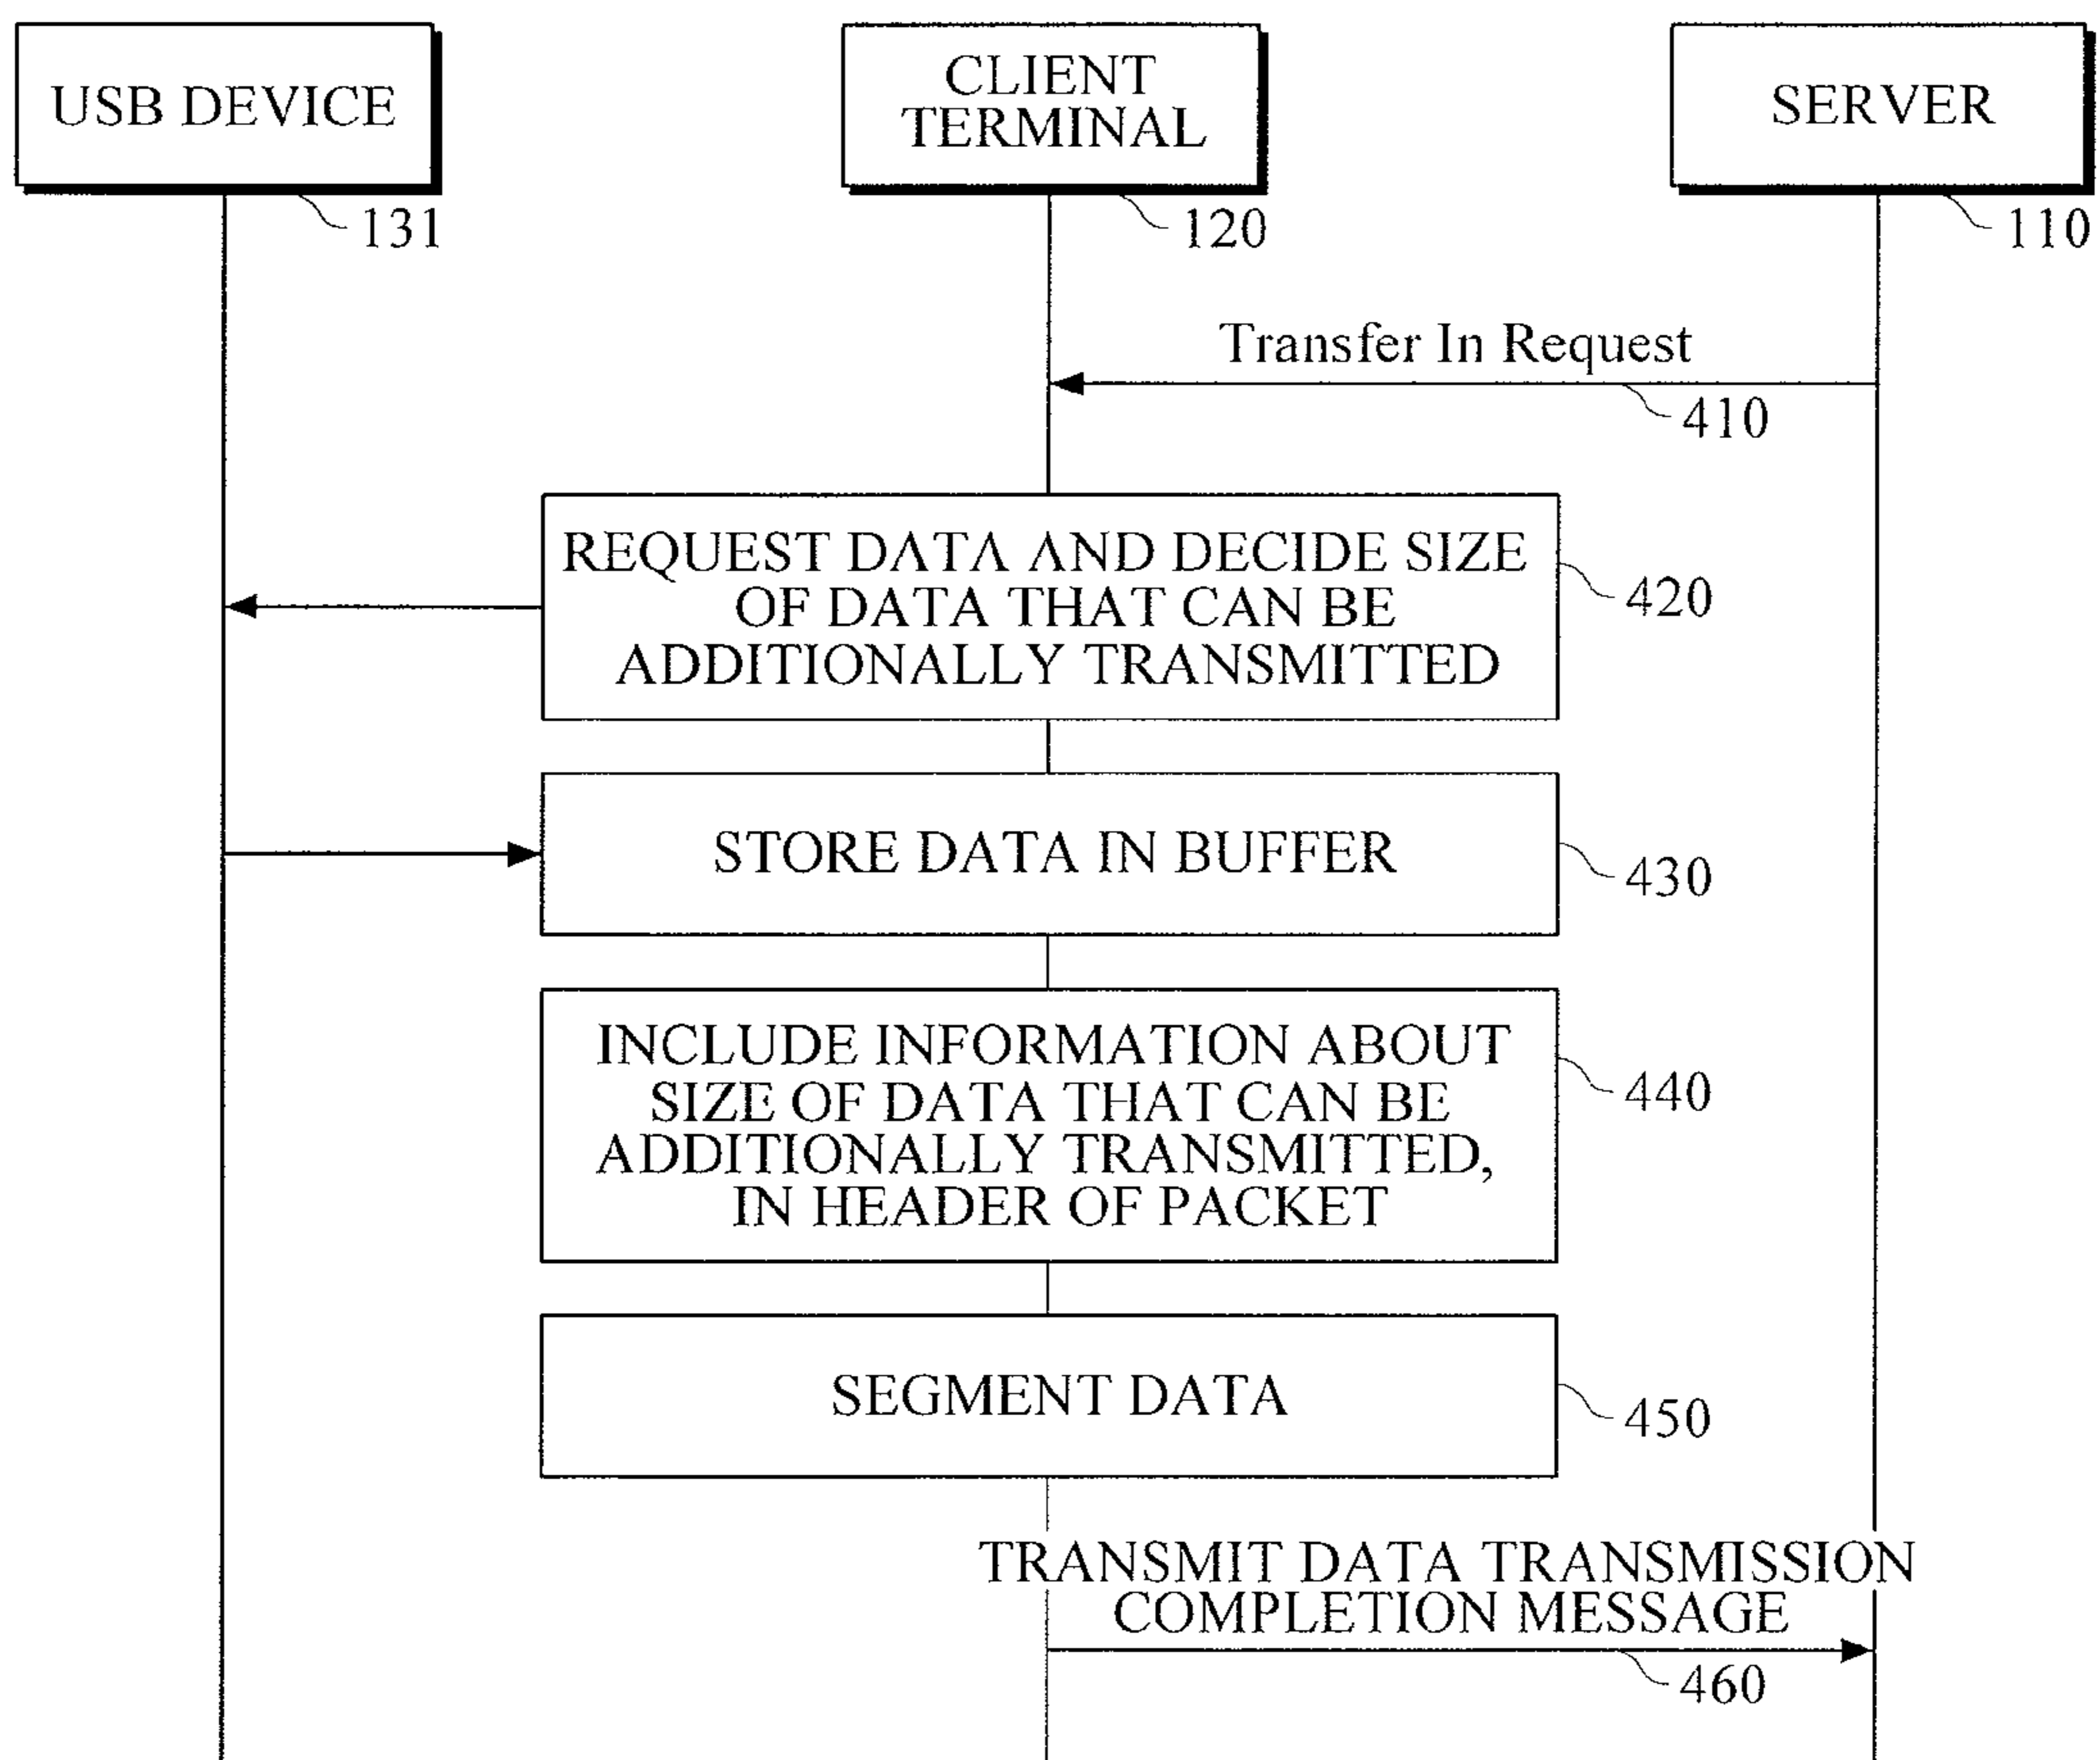 USB DEVICE
CLIENT
TERMINAL
SERVER
131
120
110
Transfer In Request
410
REQUEST DATA AND DECIDE SIZE
OF DATA THAT CAN BE
ADDITIONALLY TRANSMITTED
420
STORE DATA IN BUFFER
430
INCLUDE INFORMATION ABOUT
SIZE OF DATA THAT CAN BE
ADDITIONALLY TRANSMITTED,
IN HEADER OF PACKET
440
SEGMENT DATA
450
TRANSMIT DATA TRANSMISSION
COMPLETION MESSAGE
460